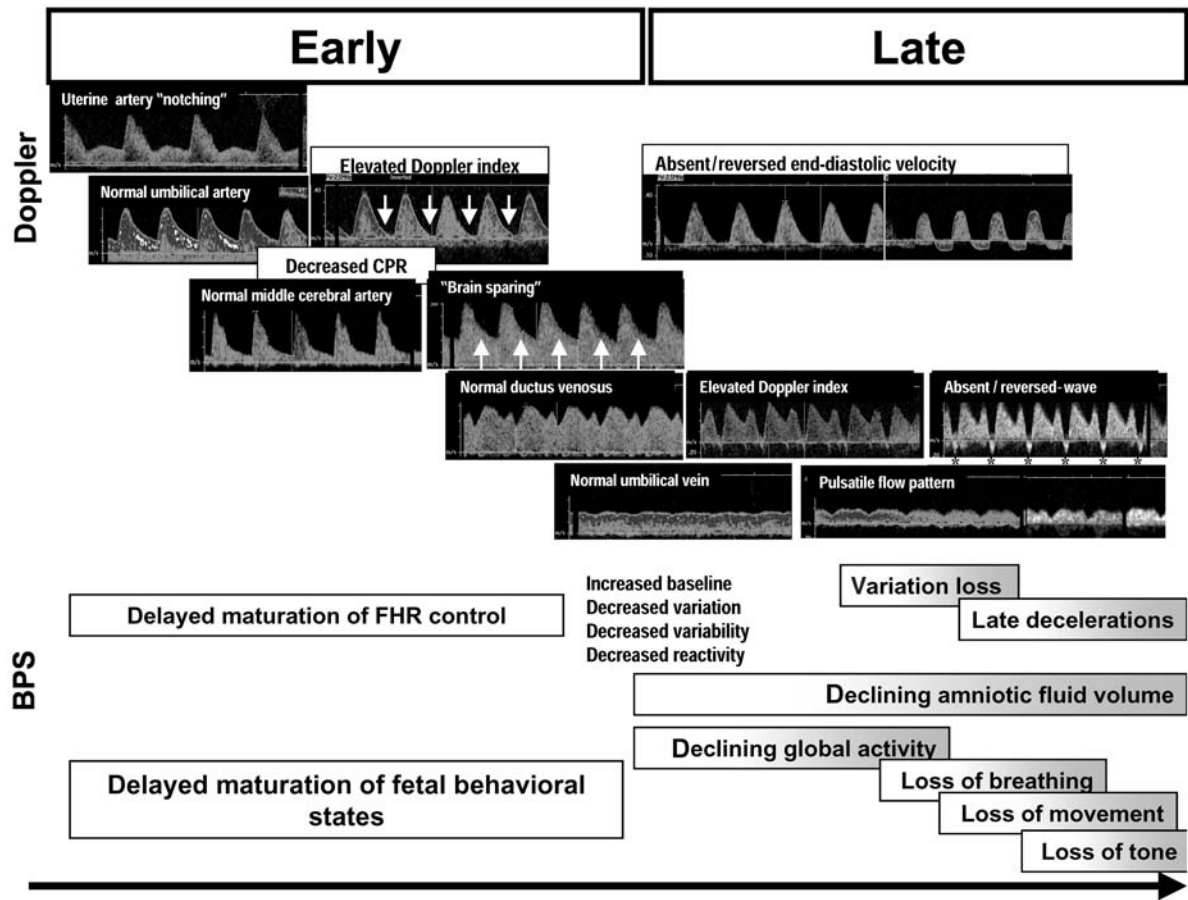 Early
Late
Doppler
Uterine artery "notching"
Normal umbilical artery
Elevated Doppler index
Absent/reversed end-diastolic velocity
Decreased CPR
Normal middle cerebral artery
"Brain sparing"
Normal ductus venosus
Elevated Doppler index
Absent / reversed-wave
* * * * * *
Normal umbilical vein
Pulsatile flow pattern
BPS
Delayed maturation of FHR control
Increased baseline
Decreased variation
Decreased variability
Decreased reactivity
Variation loss
Late decelerations
Declining amniotic fluid volume
Declining global activity
Delayed maturation of fetal behavioral
states
Loss of breathing
Loss of movement
Loss of tone